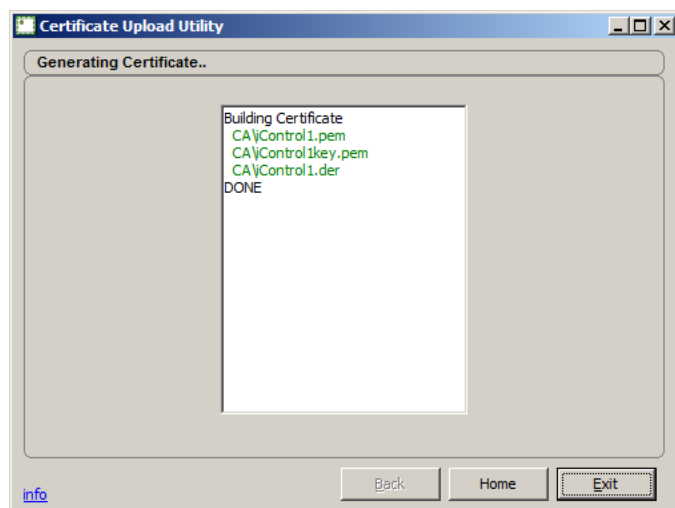 Certificate Upload Utility
Generating Certificate..
Building Certificate
CA\iControl1.pem
CA\iControl1key.pem
CA\iControl1.der
DONE
info
Back
Home
Exit